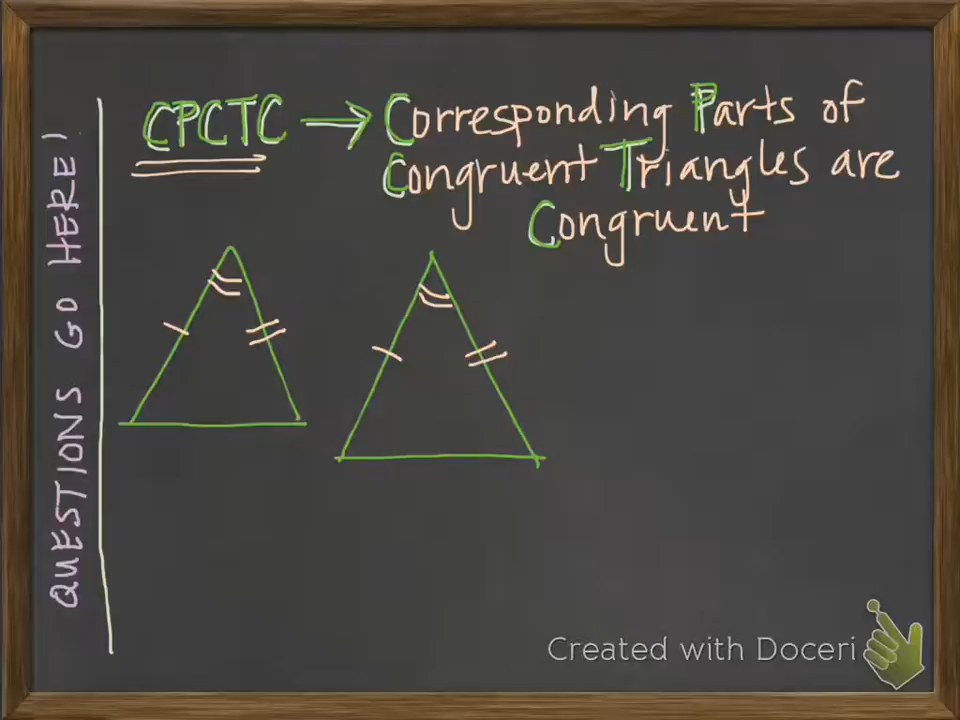 CPCTC → Corresponding Parts of
Congruent Triangles are
Congruent
QUESTIONS GO HERE!
Created with Doceri